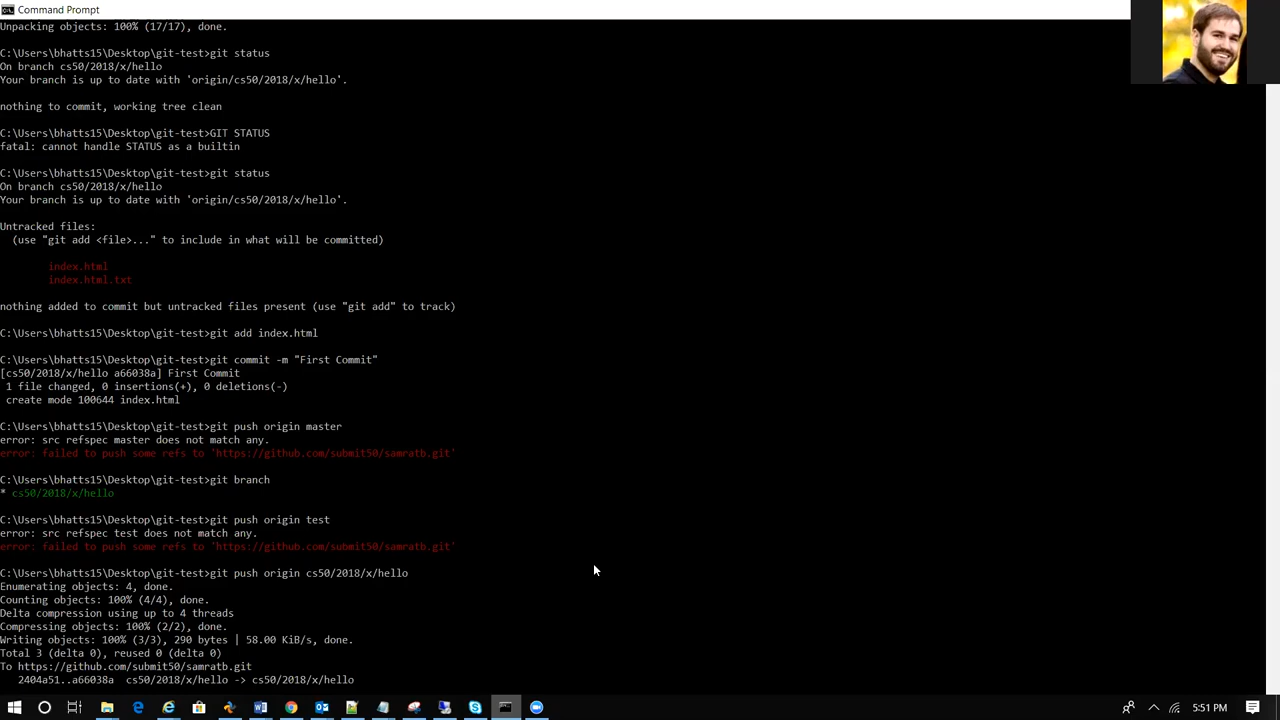 Command Prompt
Unpacking objects: 100% (17/17), done.
C:\Users\bhatts15\Desktop\git-test>git status
On branch cs50/2018/x/hello
Your branch is up to date with 'origin/cs50/2018/x/hello'.
nothing to commit, working tree clean
C:\Users\bhatts15\Desktop\git-test>GIT STATUS
fatal: cannot handle STATUS as a builtin
C:\Users\bhatts15\Desktop\git-test>git status
On branch cs50/2018/x/hello
Your branch is up to date with 'origin/cs50/2018/x/hello'.
Untracked files:
(use "git add <file>..." to include in what will be committed)
index.html
index.html.txt
nothing added to commit but untracked files present (use "git add" to track)
C:\Users\bhatts15\Desktop\git-test>git add index.html
C:\Users\bhatts15\Desktop\git-test>git commit -m "First Commit"
[cs50/2018/x/hello a66038a] First Commit
1 file changed, 0 insertions(+), 0 deletions(-)
create mode 100644 index.html
C:\Users\bhatts15\Desktop\git-test>git push origin master
error: src refspec master does not match any.
error: failed to push some refs to 'https://github.com/submit50/samratb.git'
C:\Users\bhatts15\Desktop\git-test>git branch
* cs50/2018/x/hello
C:\Users\bhatts15\Desktop\git-test>git push origin test
error: src refspec test does not match any.
error: failed to push some refs to 'https://github.com/submit50/samratb.git'
C:\Users\bhatts15\Desktop\git-test>git push origin cs50/2018/x/hello
Enumerating objects: 4, done.
Counting objects: 100% (4/4), done.
Delta compression using up to 4 threads
Compressing objects: 100% (2/2), done.
Writing objects: 100% (3/3), 290 bytes | 58.00 KiB/s, done.
Total 3 (delta 0), reused 0 (delta 0)
To https://github.com/submit50/samratb.git
2404a51..a66038a cs50/2018/x/hello -> cs50/2018/x/hello
5:51 PM